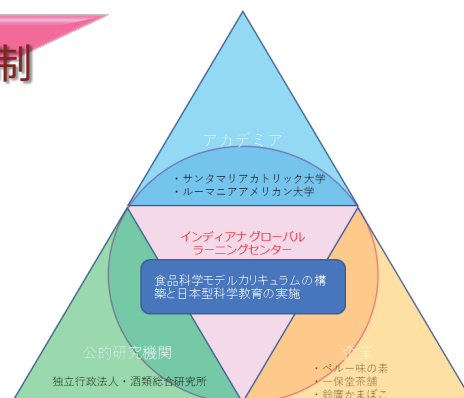 制
アカデミア
・サンタマリアカトリック大学
・ルーマニアアメリカン大学
インディアナグローバル
ラーニングセンター
食品科学モデルカリキュラムの構
築と日本型科学教育の実施
公的研究機関
独立行政法人・酒類総合研究所
企業
・ペルー味の素
・一保堂茶舗
・鈴廣かまぼこ